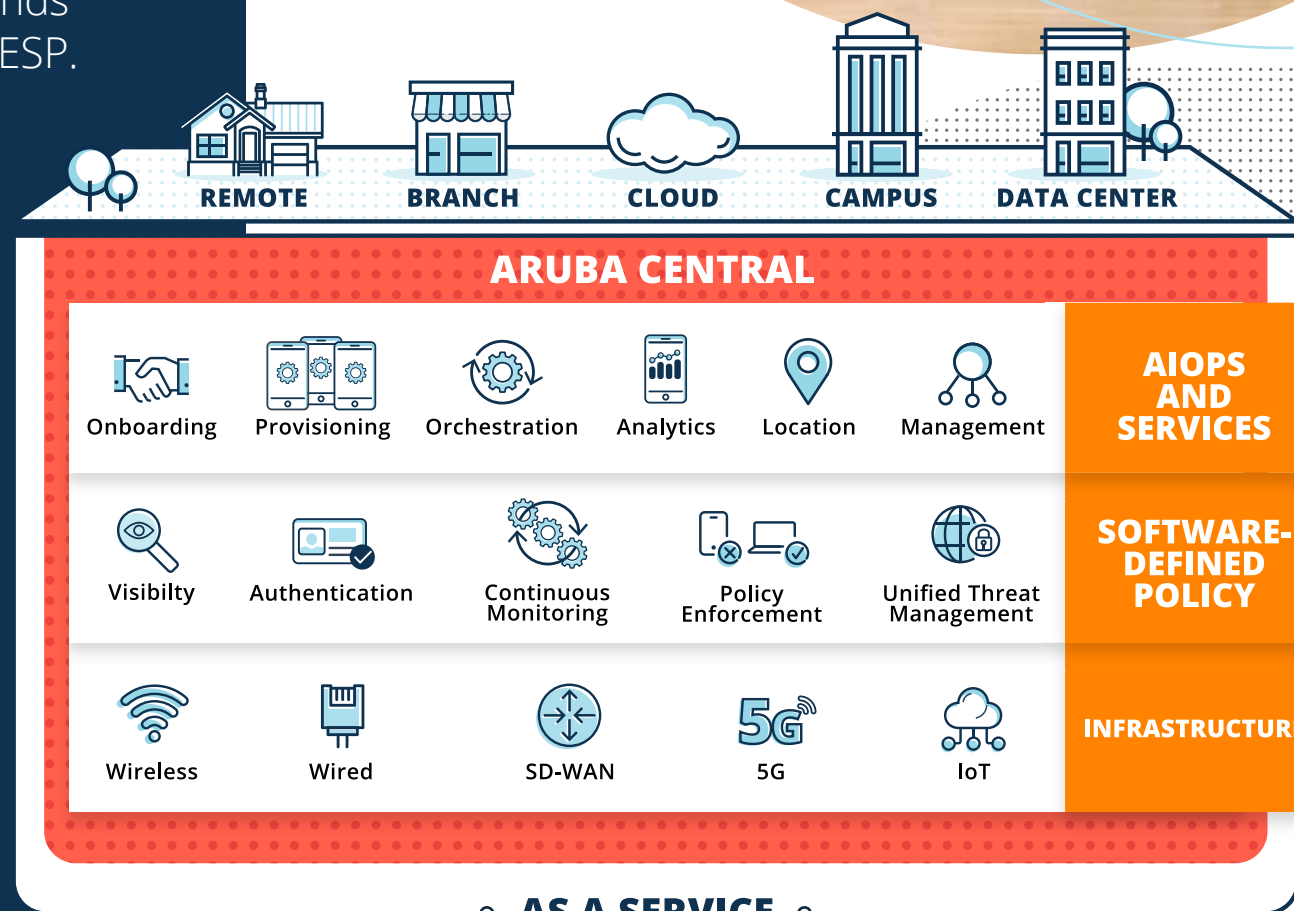 ESP.
REMOTE
BRANCH
CLOUD
CAMPUS
DATA CENTER
ARUBA CENTRAL
Onboarding
Provisioning
Orchestration
Analytics
Location
Management
AIOPS
AND
SERVICES
Visibilty
Authentication
Continuous
Monitoring
Policy
Enforcement
Unified Threat
Management
SOFTWARE-
DEFINED
POLICY
Wireless
Wired
SD-WAN
5G
5G
IoT
INFRASTRUCTUR
AS A SERVICE